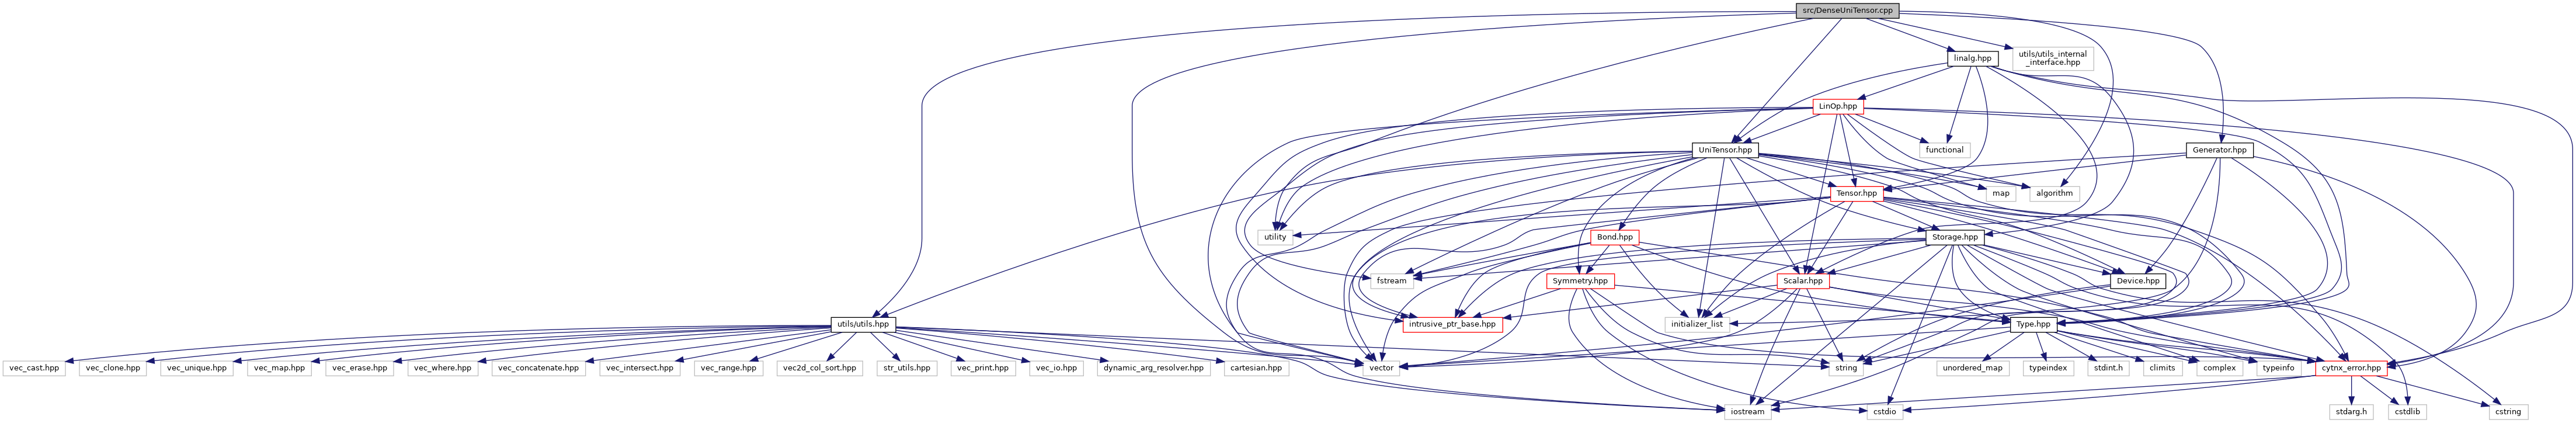 src/DenseUniTensor.cpp
linalg.hpp
utils/utils_internal
_interface.hpp
LinOp.hpp
functional
UniTensor.hpp
Generator.hpp
Tensor.hpp
map
algorithm
utility
Bond.hpp
Storage.hpp
fstream
Symmetry.hpp
Scalar.hpp
Device.hpp
utils/utils.hpp
intrusive_ptr_base.hpp
initializer_list
Type.hpp
vec_cast.hpp
vec_clone.hpp
vec_unique.hpp
vec_map.hpp
vec_erase.hpp
vec_where.hpp
vec_concatenate.hpp
vec_intersect.hpp
vec_range.hpp
vec2d_col_sort.hpp
str_utils.hpp
vec_print.hpp
vec_io.hpp
dynamic_arg_resolver.hpp
cartesian.hpp
vector
string
unordered_map
typeindex
stdint.h
climits
complex
typeinfo
cytnx_error.hpp
iostream
cstdio
stdarg.h
cstdlib
cstring